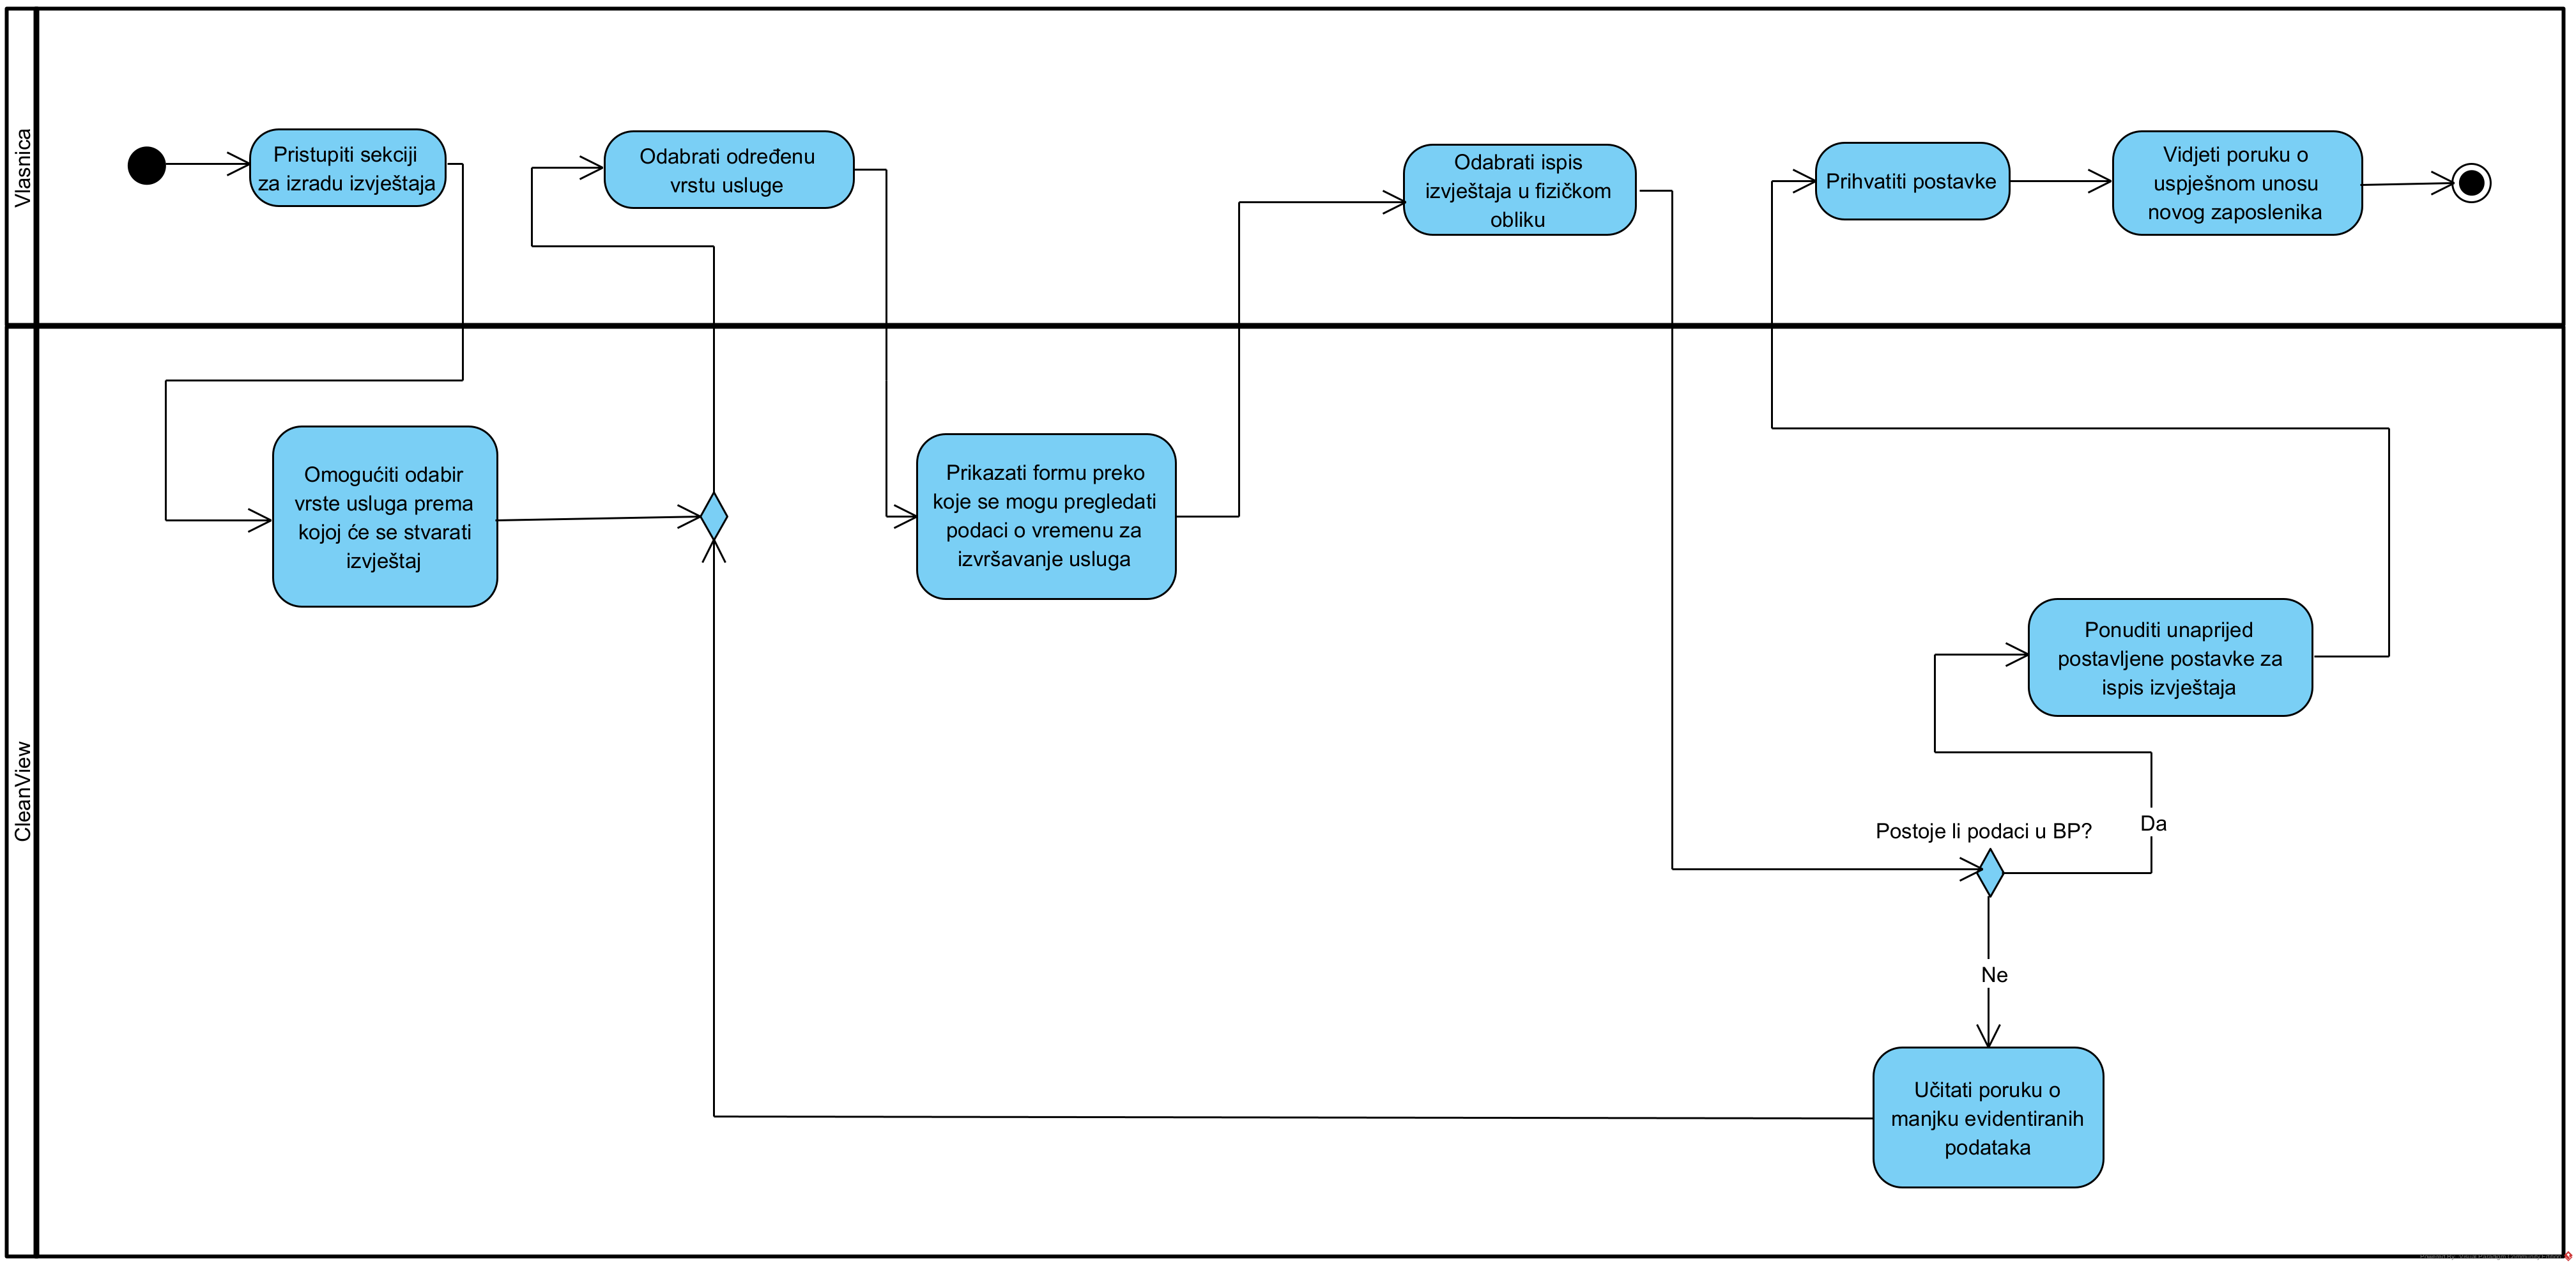 Vlasnica
Pristupiti sekciji
za izradu izvještaja
Odabrati određenu
vrstu usluge
Odabrati ispis
izvještaja u fizičkom
obliku
Prihvatiti postavke
Vidjeti poruku o
uspješnom unosu
novog zaposlenika
CleanView
Omogućiti odabir
vrste usluga prema
kojoj će se stvarati
izvještaj
Prikazati formu preko
koje se mogu pregledati
podaci o vremenu za
izvršavanje usluga
Ponuditi unaprijed
postavljene postavke za
ispis izvještaja
Postoje li podaci u BP?
Da
Ne
Učitati poruku o
manjku evidentiranih
podataka